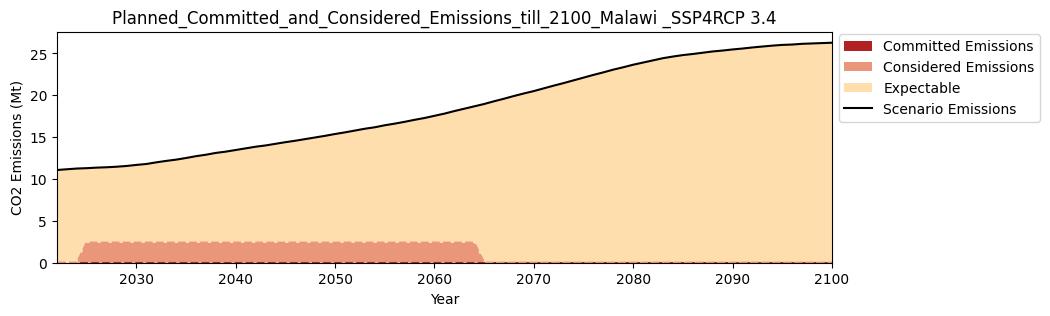 Planned_Committed_and_Considered_Emissions_till_2100_Malawi _SSP4RCP 3.4
Committed Emissions
Considered Emissions
Expectable
Scenario Emissions
CO2 Emissions (Mt)
25
20
15
10
5
0
2030 2040 2050 2060 2070 2080 2090 2100
Year